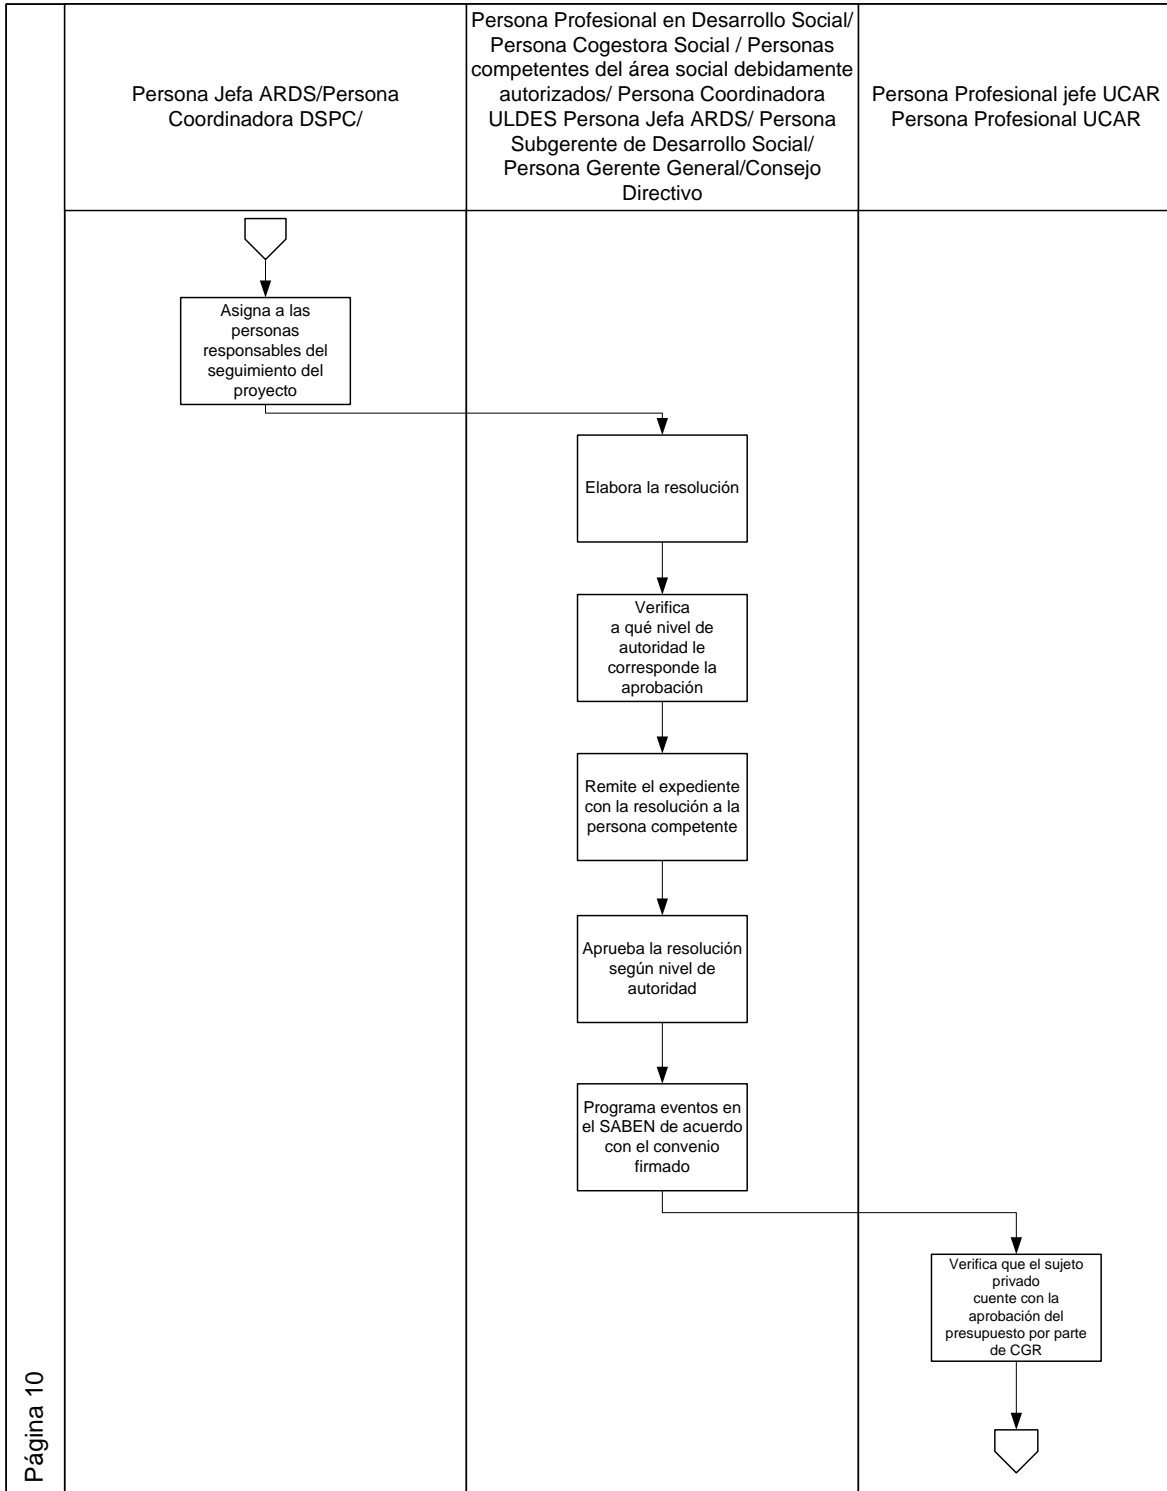 Persona Jefa ARDS/Persona
Coordinadora DSPC/
Persona Profesional en Desarrollo Social/
Persona Cogestora Social / Personas
competentes del área social debidamente
autorizados/ Persona Coordinadora
ULDES Persona Jefa ARDS/ Persona
Subgerente de Desarrollo Social/
Persona Gerente General/Consejo
Directivo
Persona Profesional jefe UCAR
Persona Profesional UCAR
Asigna a las
personas
responsables del
seguimiento del
proyecto
Elabora la resolución
Verifica
a qué nivel de
autoridad le
corresponde la
aprobación
Remite el expediente
con la resolución a la
persona competente
Aprueba la resolución
según nivel de
autoridad
Programa eventos en
el SABEN de acuerdo
con el convenio
firmado
Verifica que el sujeto
privado
cuente con la
aprobación del
presupuesto por parte
de CGR
Página 10